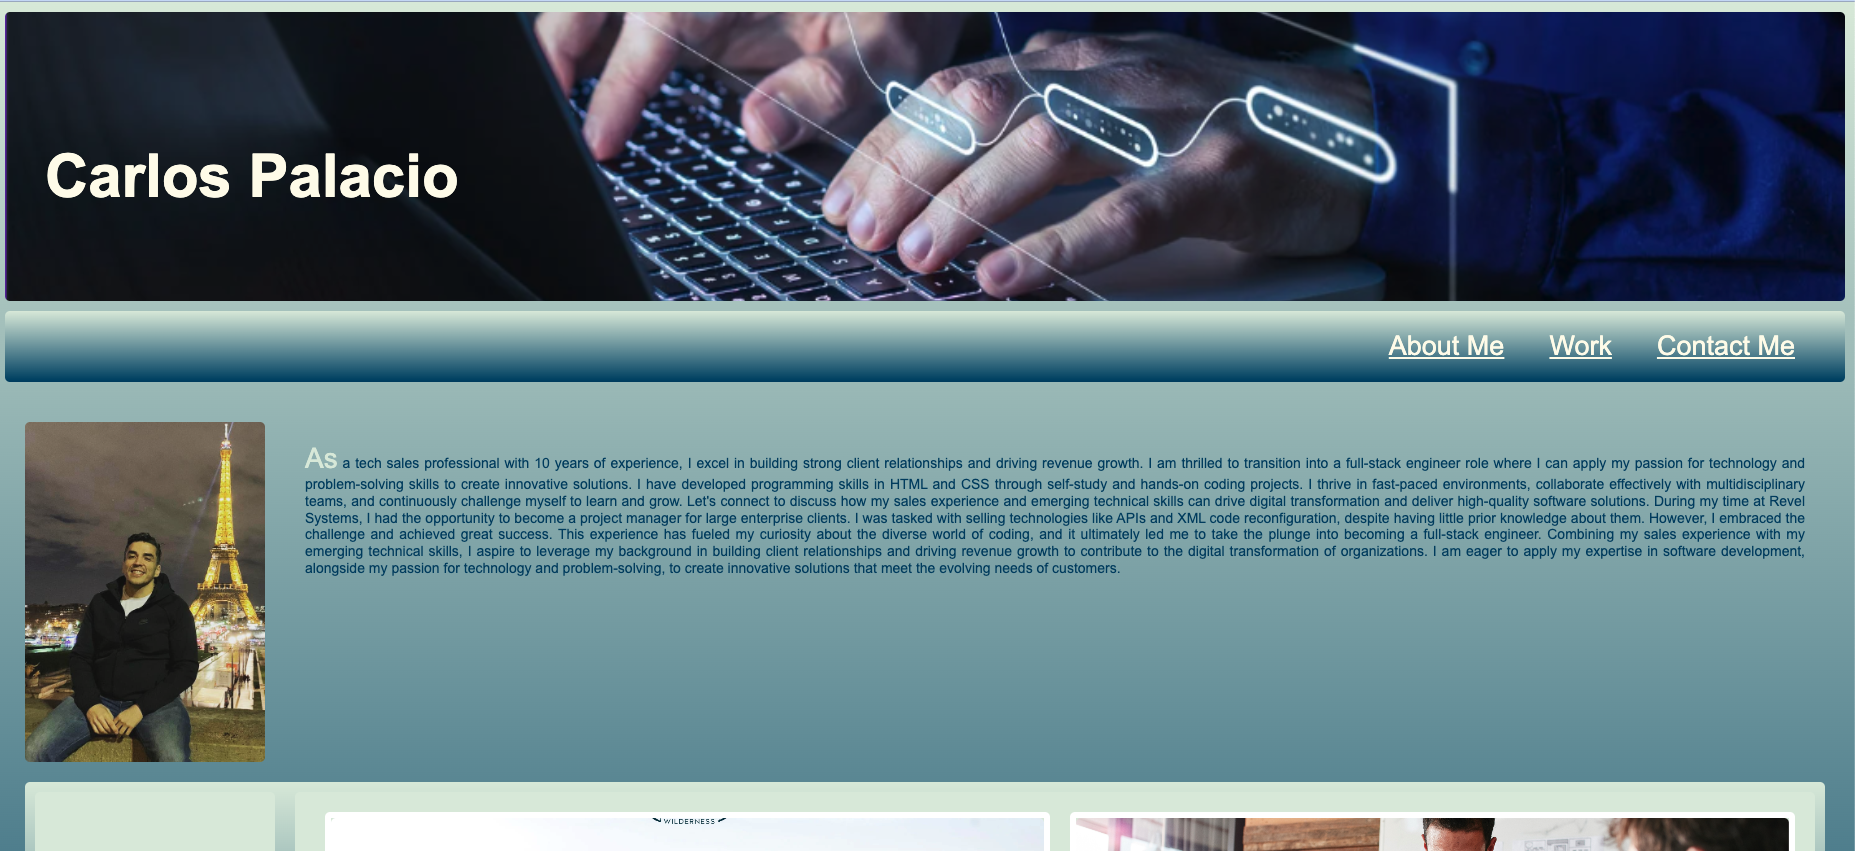 Carlos Palacio
About Me Work Contact Me
As a tech sales professional with 10 years of experience, I excel in building strong client relationships and driving revenue growth. I am thrilled to transition into a full-stack engineer role where I can apply my passion for technology and
problem-solving skills to create innovative solutions. I have developed programming skills in HTML and CSS through self-study and hands-on coding projects. I thrive in fast-paced environments, collaborate effectively with multidisciplinary
teams, and continuously challenge myself to learn and grow. Let's connect to discuss how my sales experience and emerging technical skills can drive digital transformation and deliver high-quality software solutions. During my time at Revel
Systems, I had the opportunity to become a project manager for large enterprise clients. I was tasked with selling technologies like APIs and XML code reconfiguration, despite having little prior knowledge about them. However, I embraced the
challenge and achieved great success. This experience has fueled my curiosity about the diverse world of coding, and it ultimately led me to take the plunge into becoming a full-stack engineer. Combining my sales experience with my
emerging technical skills, I aspire to leverage my background in building client relationships and driving revenue growth to contribute to the digital transformation of organizations. I am eager to apply my expertise in software development,
alongside my passion for technology and problem-solving, to create innovative solutions that meet the evolving needs of customers.
WILDERNESS